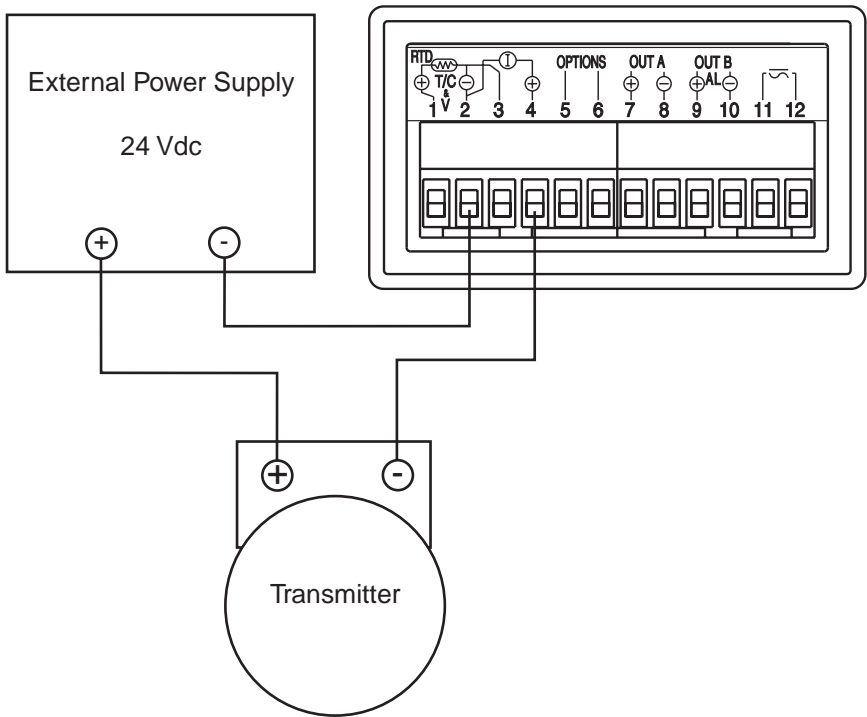 External Power Supply
24 Vdc
+
-
RTD
I
OPTIONS
OUT A
OUT B
+ T/C - + + - + AL -
&
V
1 2 3 4 5 6 7 8 9 10 11 12
+
-
Transmitter